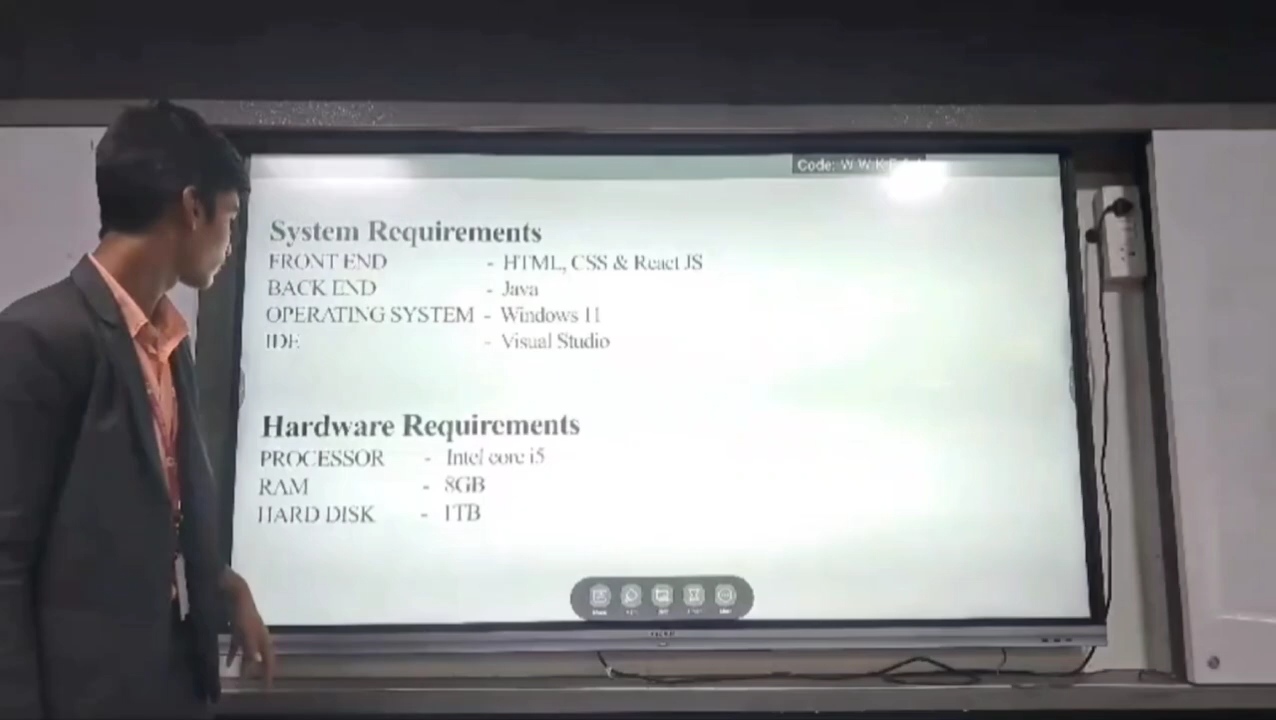 Code: W W K
System Requirements
FRONT END - HTML, CSS & React JS
BACK END - Java
OPERATING SYSTEM - Windows 11
IDE - Visual Studio
Hardware Requirements
PROCESSOR - Intel core i5
RAM - 8GB
HARD DISK - 1TB